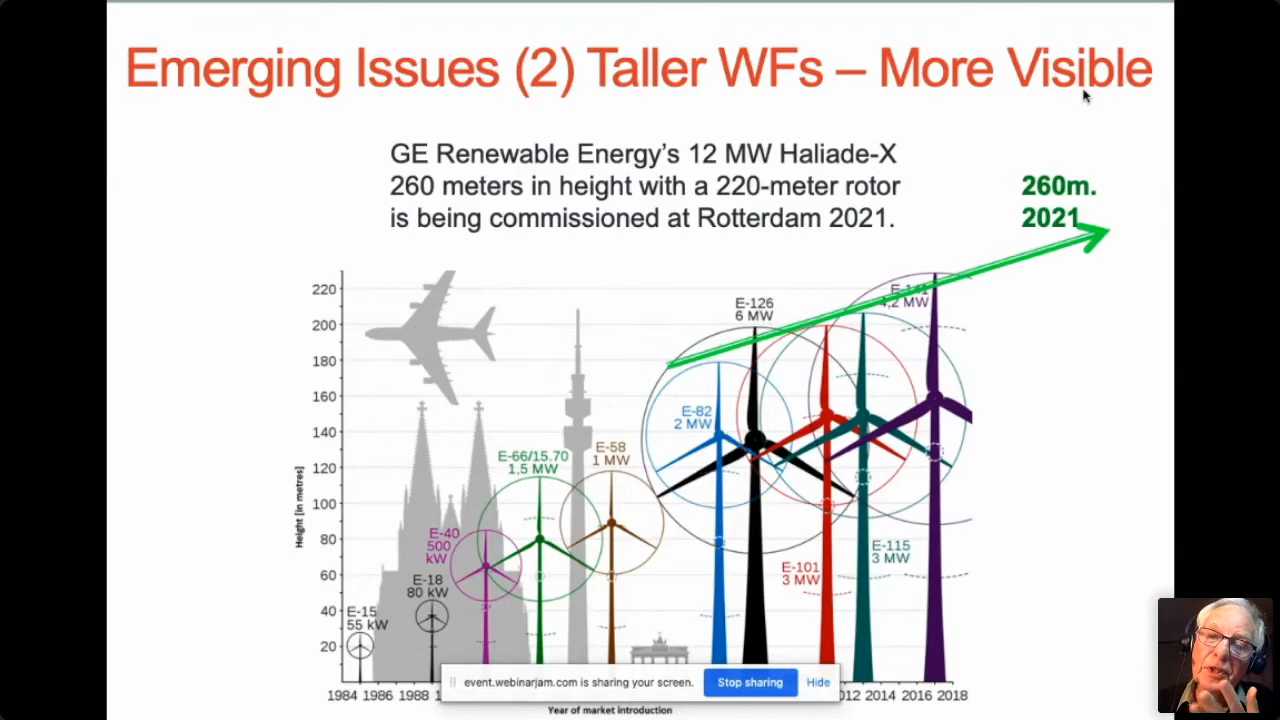 Emerging Issues (2) Taller WFs – More Visible
GE Renewable Energy's 12 MW Haliade-X
260 meters in height with a 220-meter rotor
is being commissioned at Rotterdam 2021.
260m.
2021
220
200
180
160
140
120
100
80
60
40
20
Height [in metres]
E-15
55 kW
E-18
80 kW
E-40
500
kW
E-66/15.70
1,5 MW
E-58
1 MW
E-82
2 MW
E-126
6 MW
E-101
3 MW
E-115
3 MW
E-141
4,2 MW
event.webinarjam.com is sharing your screen.
Stop sharing
Hide
1984 1986 1988 2014 2016 2018
Year of market introduction